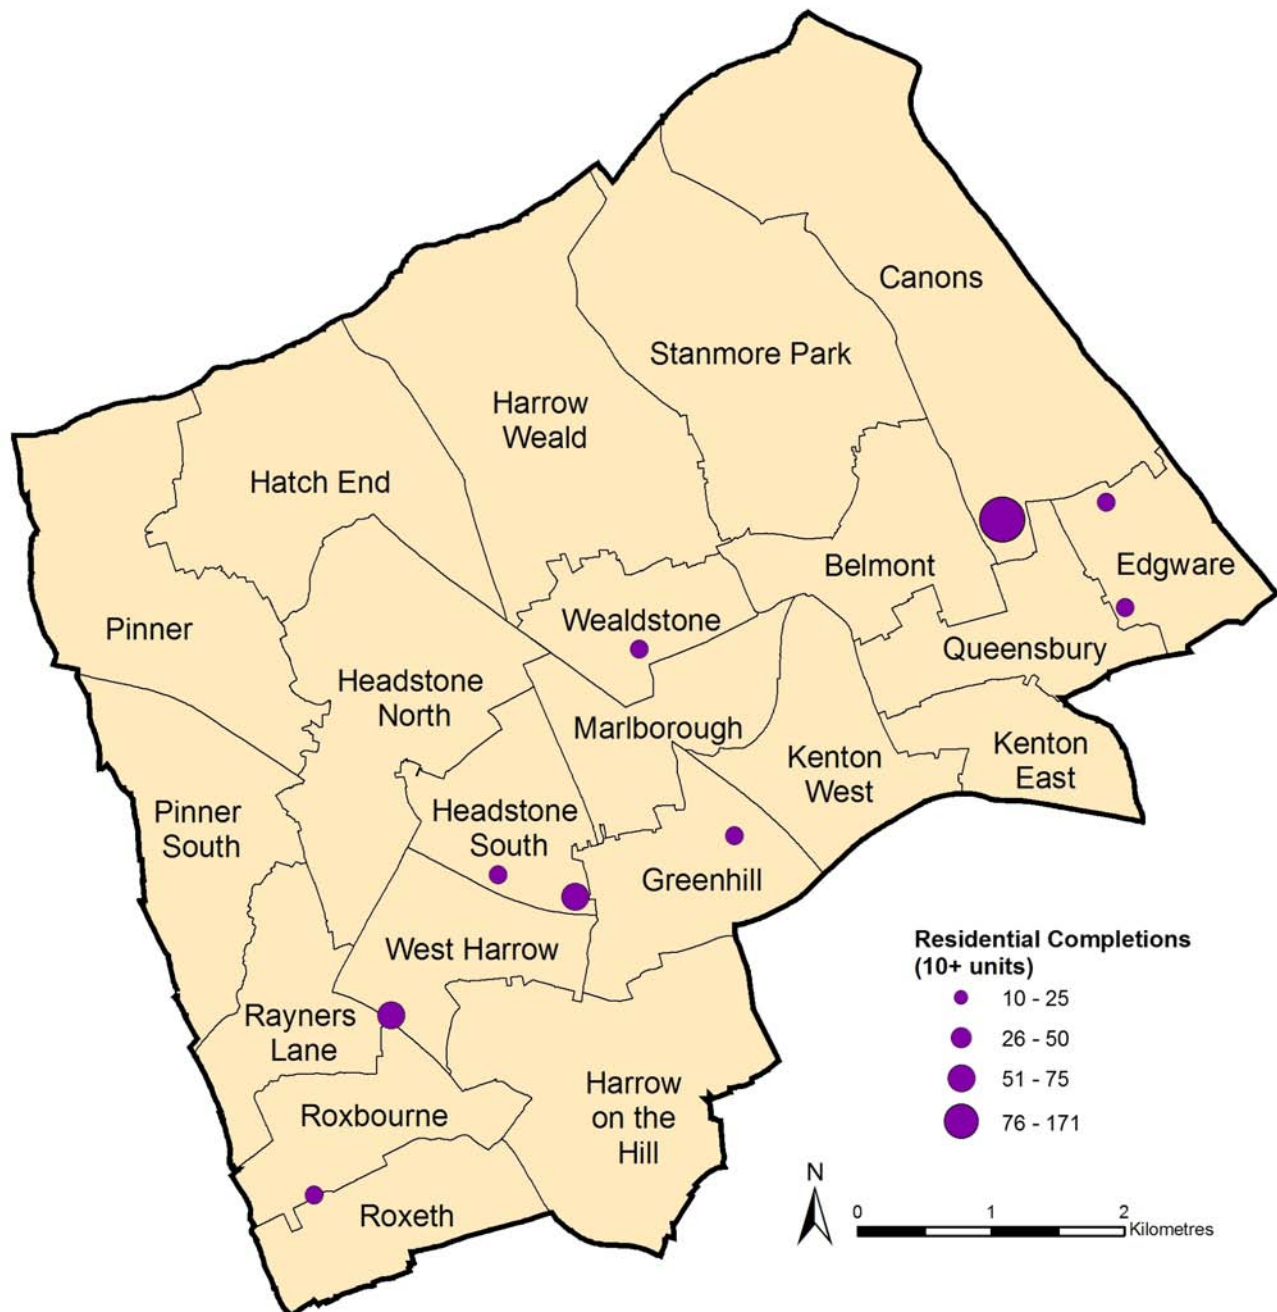 Canons
Stanmore Park
Harrow
Weald
Hatch End
Belmont
Edgware
Wealdstone
Pinner
Queensbury
Headstone
North
Marlborough
Kenton
West
Kenton
East
Pinner
South
Headstone
South
Greenhill
West Harrow
Rayners
Lane
Harrow
on the
Hill
Roxbourne
Roxeth
Residential Completions
(10+ units)
10 - 25
26 - 50
51 - 75
76 - 171
N
0 1 2
Kilometres